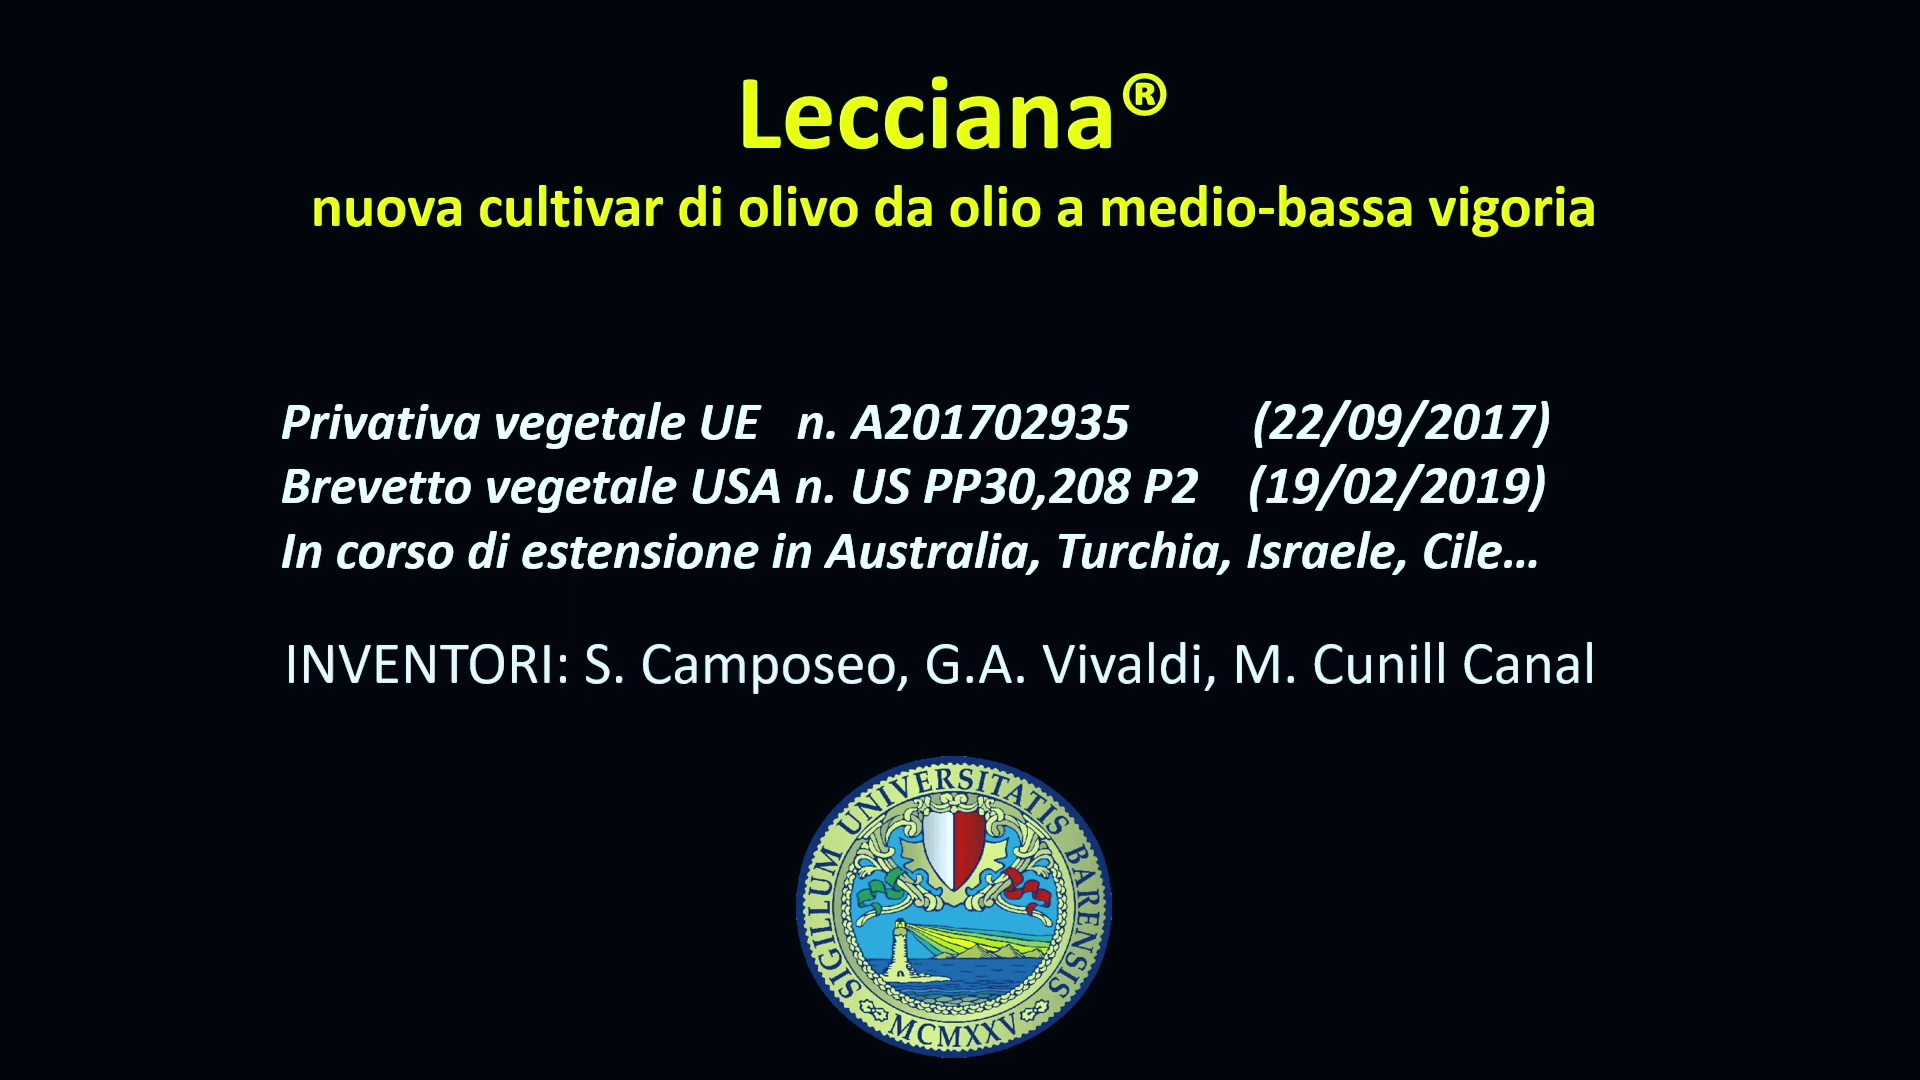 Lecciana®
nuova cultivar di olivo da olio a medio-bassa vigoria
Privativa vegetale UE n. A201702935 (22/09/2017)
Brevetto vegetale USA n. US PP30,208 P2 (19/02/2019)
In corso di estensione in Australia, Turchia, Israele, Cile...
INVENTORI: S. Camposeo, G.A. Vivaldi, M. Cunill Canal
SIGILLUM UNIVERSITATIS BARENSIS
MCMXXV